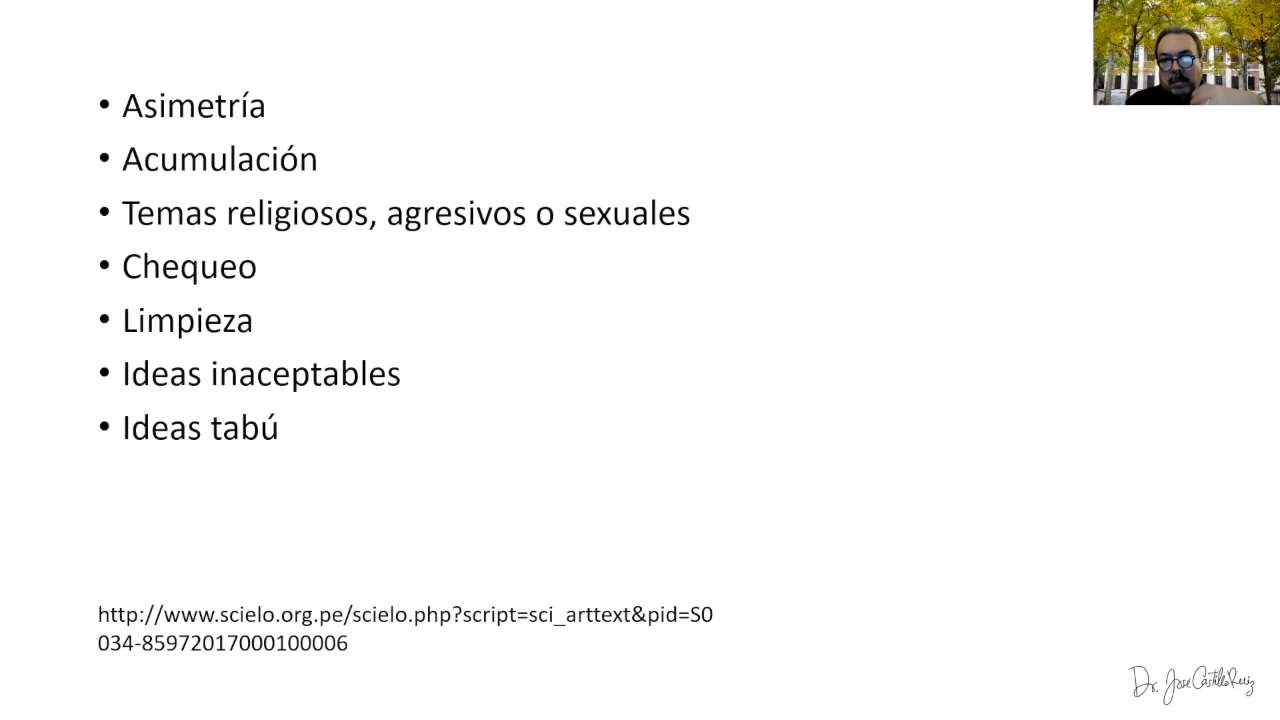 • Asimetría
• Acumulación
• Temas religiosos, agresivos o sexuales
• Chequeo
• Limpieza
• Ideas inaceptables
• Ideas tabú
http://www.scielo.org.pe/scielo.php?script=sci_arttext&pid=S0
034-85972017000100006
Dr. Jose Castillo Ruiz